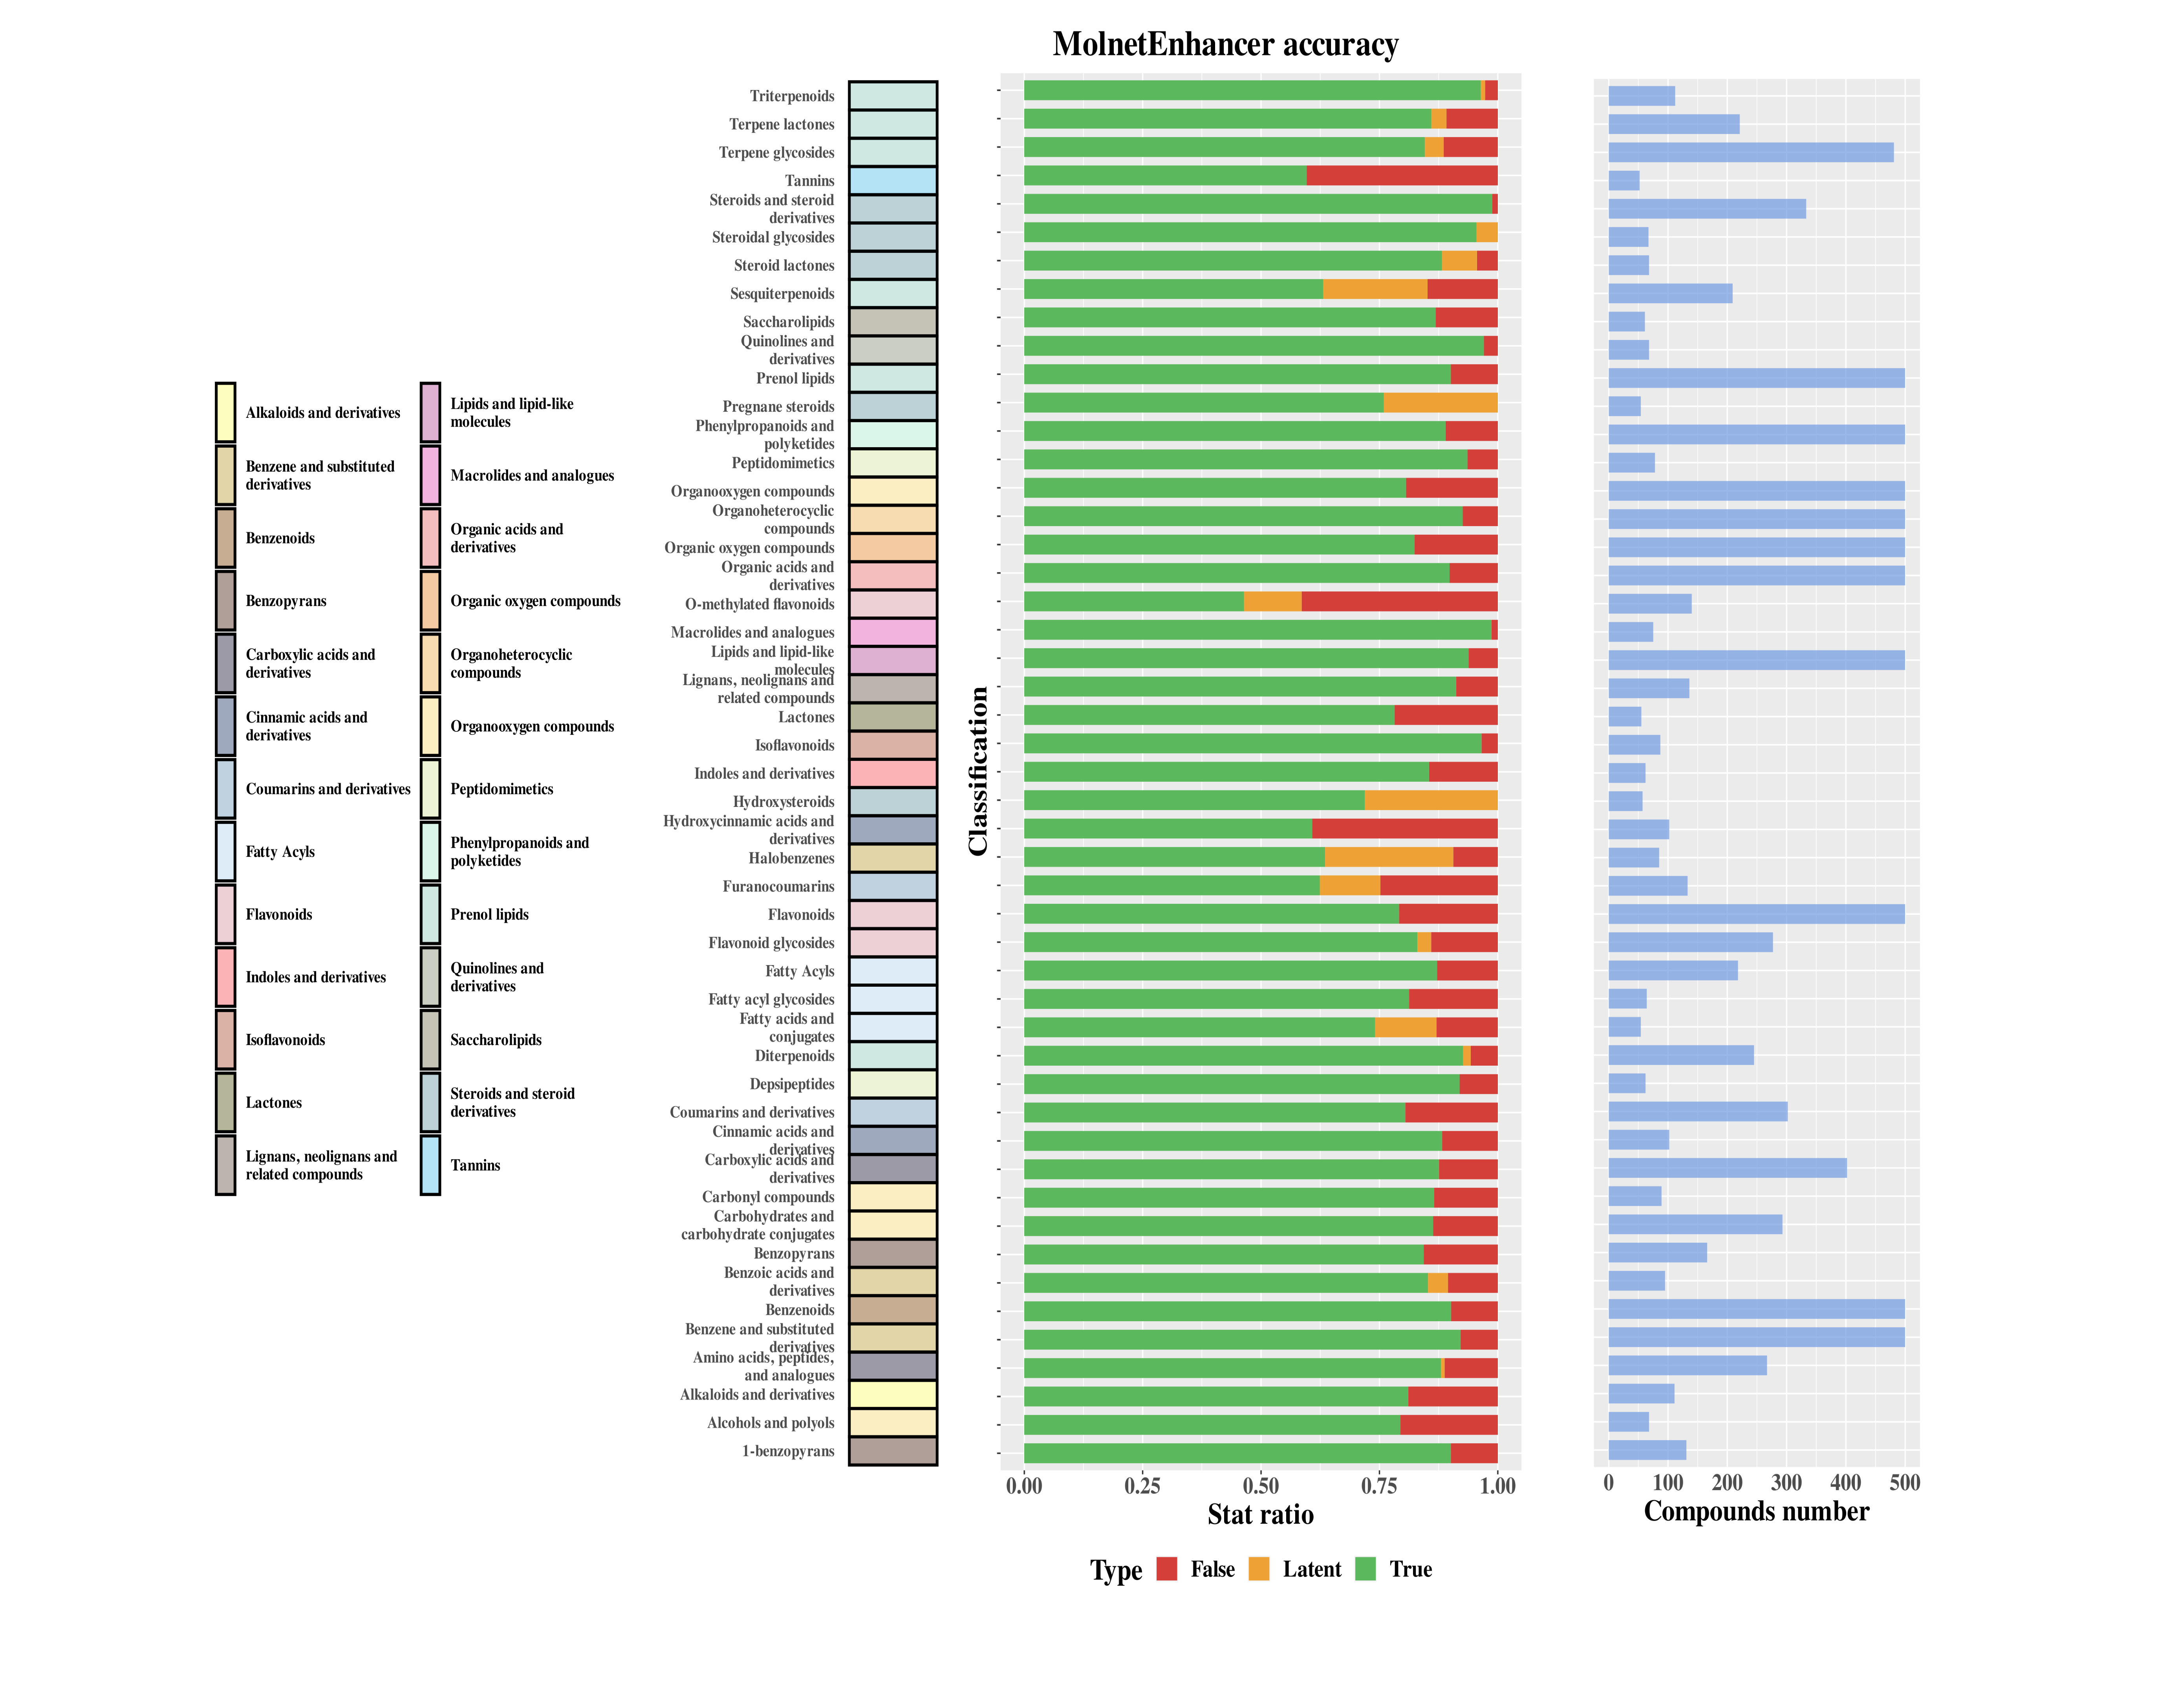 MolnetEnhancer accuracy
Alkaloids and derivatives
Benzene and substituted
derivatives
Benzenoids
Benzopyrans
Carboxylic acids and
derivatives
Cinnamic acids and
derivatives
Coumarins and derivatives
Fatty Acyls
Flavonoids
Indoles and derivatives
Isoflavonoids
Lactones
Lignans, neolignans and
related compounds
Lipids and lipid-like
molecules
Macrolides and analogues
Organic acids and
derivatives
Organic oxygen compounds
Organoheterocyclic
compounds
Organooxygen compounds
Peptidomimetics
Phenylpropanoids and
polyketides
Prenol lipids
Quinolines and
derivatives
Saccharolipids
Steroids and steroid
derivatives
Tannins
Triterpenoids
Terpene lactones
Terpene glycosides
Tannins
Steroids and steroid
derivatives
Steroidal glycosides
Steroid lactones
Sesquiterpenoids
Saccharolipids
Quinolines and
derivatives
Prenol lipids
Pregnane steroids
Phenylpropanoids and
polyketides
Peptidomimetics
Organooxygen compounds
Organoheterocyclic
compounds
Organic oxygen compounds
Organic acids and
derivatives
O-methylated flavonoids
Macrolides and analogues
Lipids and lipid-like
molecules
Lignans, neolignans and
related compounds
Lactones
Isoflavonoids
Indoles and derivatives
Hydroxysteroids
Hydroxycinnamic acids and
derivatives
Halobenzenes
Furanocoumarins
Flavonoids
Flavonoid glycosides
Fatty Acyls
Fatty acyl glycosides
Fatty acids and
conjugates
Diterpenoids
Depsipeptides
Coumarins and derivatives
Cinnamic acids and
derivatives
Carboxylic acids and
derivatives
Carbonyl compounds
Carbohydrates and
carbohydrate conjugates
Benzopyrans
Benzoic acids and
derivatives
Benzenoids
Benzene and substituted
derivatives
Amino acids, peptides,
and analogues
Alkaloids and derivatives
Alcohols and polyols
1-benzopyrans
Classification
0.00 0.25 0.50 0.75 1.00
Stat ratio
0 100 200 300 400 500
Compounds number
Type False Latent True